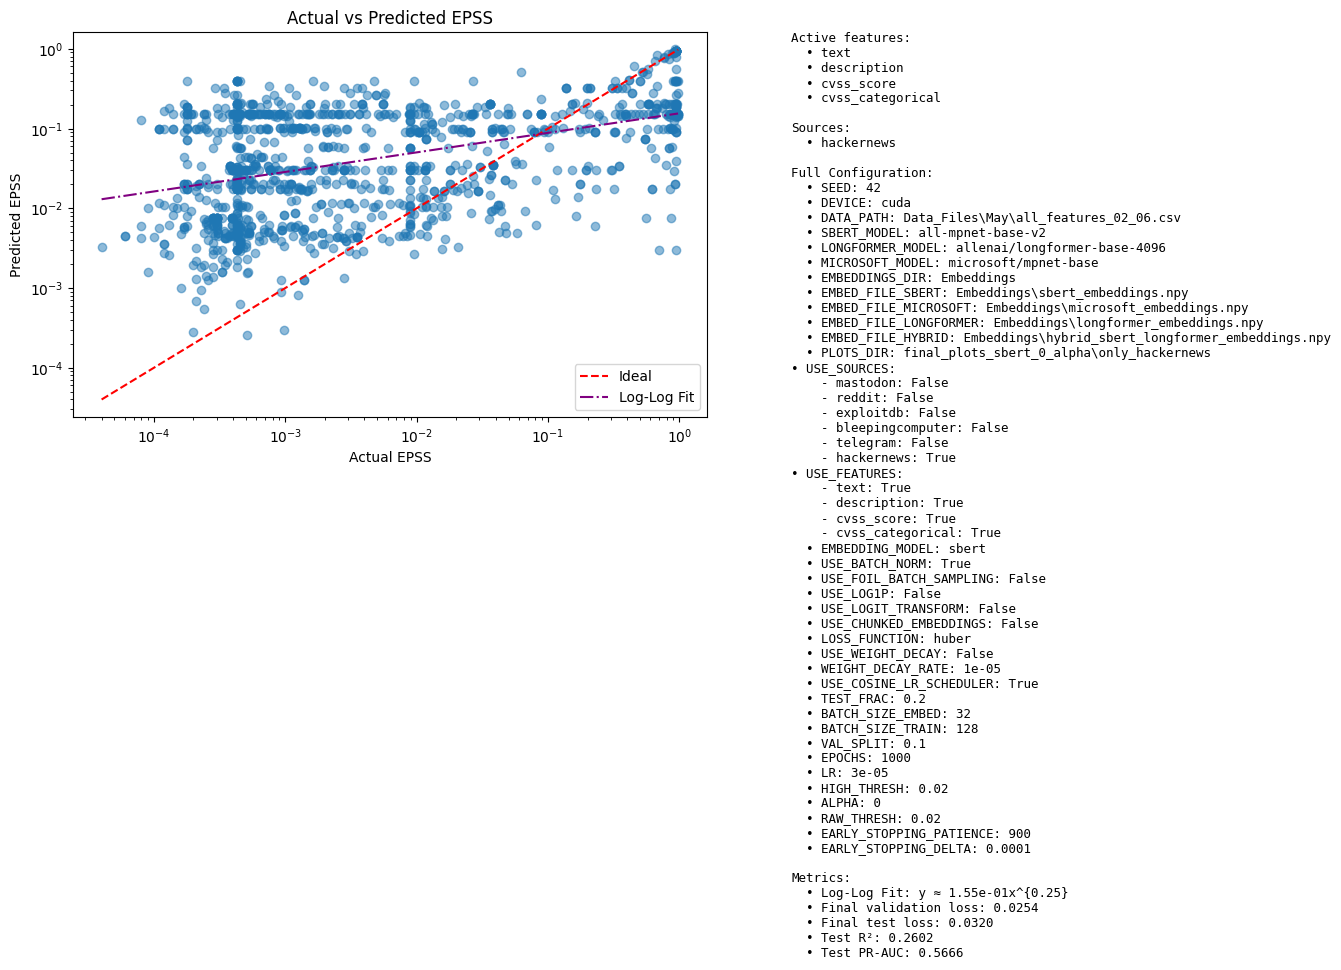 Actual vs Predicted EPSS
10^0
10^-1
10^-2
10^-3
10^-4
Predicted EPSS
10^-4
10^-3
10^-2
10^-1
10^0
Actual EPSS
Ideal
Log-Log Fit
Active features:
• text
• description
• cvss_score
• cvss_categorical
Sources:
• hackernews
Full Configuration:
• SEED: 42
• DEVICE: cuda
• DATA_PATH: Data_Files\May\all_features_02_06.csv
• SBERT_MODEL: all-mpnet-base-v2
• LONGFORMER_MODEL: allenai/longformer-base-4096
• MICROSOFT_MODEL: microsoft/mpnet-base
• EMBEDDINGS_DIR: Embeddings
• EMBED_FILE_SBERT: Embeddings\sbert_embeddings.npy
• EMBED_FILE_MICROSOFT: Embeddings\microsoft_embeddings.npy
• EMBED_FILE_LONGFORMER: Embeddings\longformer_embeddings.npy
• EMBED_FILE_HYBRID: Embeddings\hybrid_sbert_longformer_embeddings.npy
• PLOTS_DIR: final_plots_sbert_0_alpha\only_hackernews
• USE_SOURCES:
- mastodon: False
- reddit: False
- exploitdb: False
- bleepingcomputer: False
- telegram: False
- hackernews: True
• USE_FEATURES:
- text: True
- description: True
- cvss_score: True
- cvss_categorical: True
• EMBEDDING_MODEL: sbert
• USE_BATCH_NORM: True
• USE_FOIL_BATCH_SAMPLING: False
• USE_LOG1P: False
• USE_LOGIT_TRANSFORM: False
• USE_CHUNKED_EMBEDDINGS: False
• LOSS_FUNCTION: huber
• USE_WEIGHT_DECAY: False
• WEIGHT_DECAY_RATE: 1e-05
• USE_COSINE_LR_SCHEDULER: True
• TEST_FRAC: 0.2
• BATCH_SIZE_EMBED: 32
• BATCH_SIZE_TRAIN: 128
• VAL_SPLIT: 0.1
• EPOCHS: 1000
• LR: 3e-05
• HIGH_THRESH: 0.02
• ALPHA: 0
• RAW_THRESH: 0.02
• EARLY_STOPPING_PATIENCE: 900
• EARLY_STOPPING_DELTA: 0.0001
Metrics:
• Log-Log Fit: y ≈ 1.55e-01x^{0.25}
• Final validation loss: 0.0254
• Final test loss: 0.0320
• Test R²: 0.2602
• Test PR-AUC: 0.5666